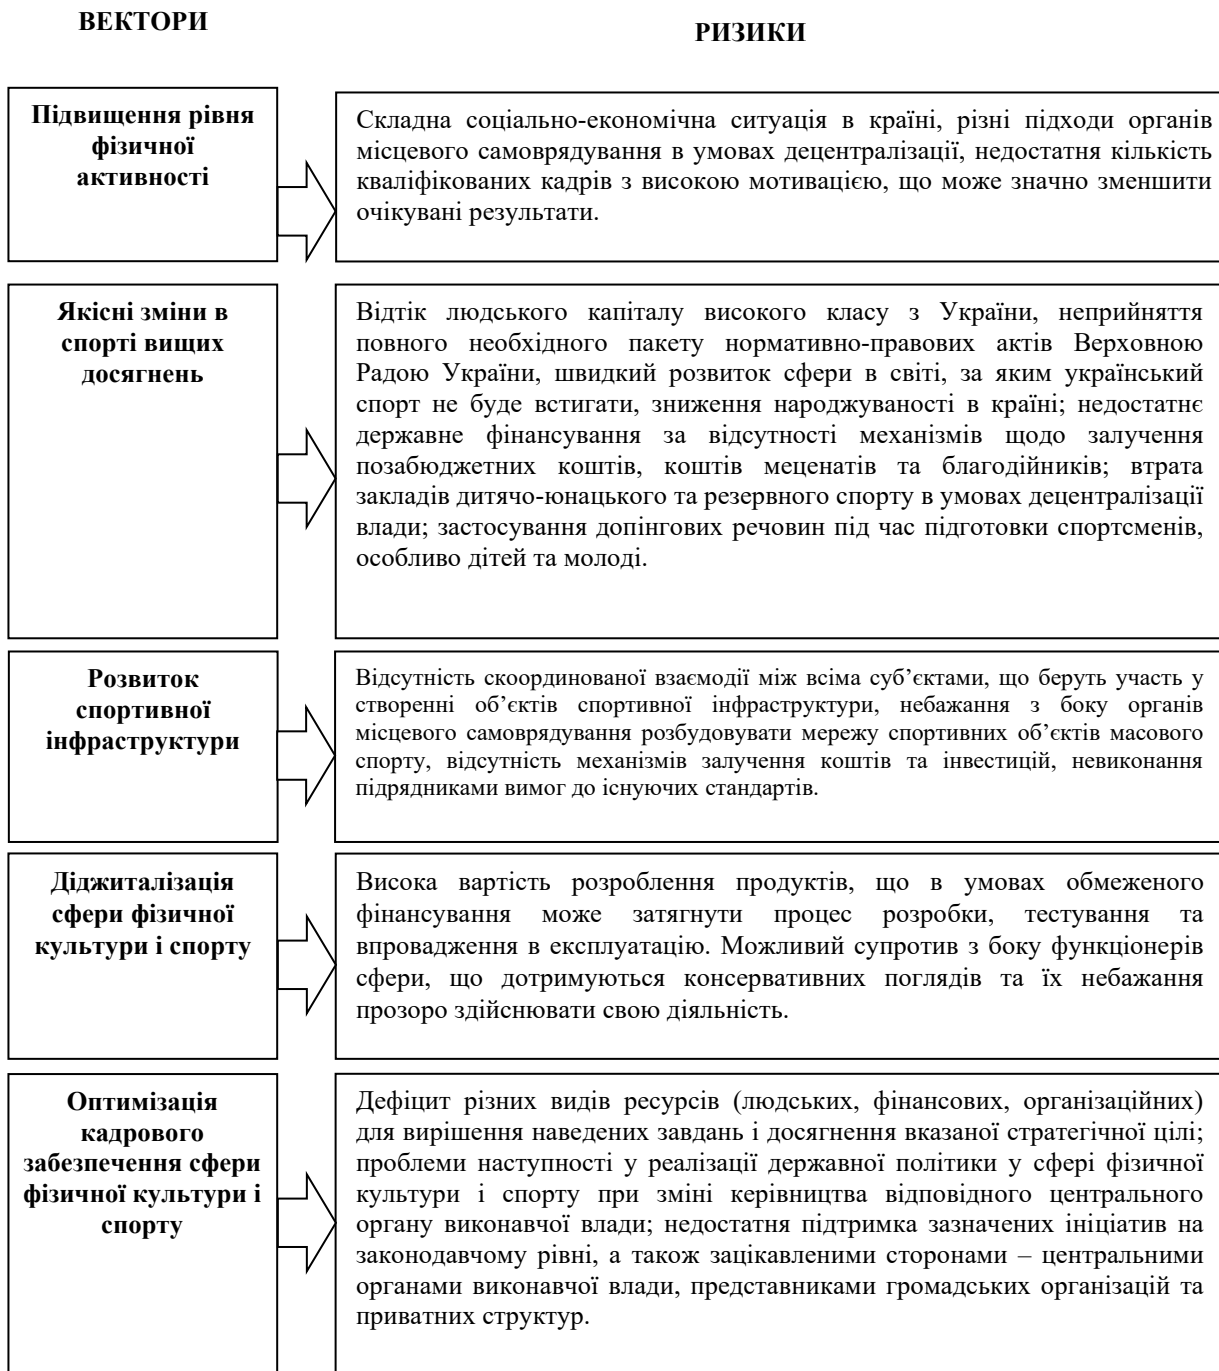 ВЕКТОРИ
РИЗИКИ
Підвищення рівня
фізичної
активності
Складна соціально-економічна ситуація в країні, різні підходи органів
місцевого самоврядування в умовах децентралізації, недостатня кількість
кваліфікованих кадрів з високою мотивацією, що може значно зменшити
очікувані результати.
Якісні зміни в
спорті вищих
досягнень
Відтік людського капіталу високого класу з України, неприйняття
повного необхідного пакету нормативно-правових актів Верховною
Радою України, швидкий розвиток сфери в світі, за яким український
спорт не буде встигати, зниження народжуваності в країні; недостатнє
державне фінансування за відсутності механізмів щодо залучення
позабюджетних коштів, коштів меценатів та благодійників; втрата
закладів дитячо-юнацького та резервного спорту в умовах децентралізації
влади; застосування допінгових речовин під час підготовки спортсменів,
особливо дітей та молоді.
Розвиток
спортивної
інфраструктури
Відсутність скоординованої взаємодії між всіма суб’єктами, що беруть участь у
створенні об’єктів спортивної інфраструктури, небажання з боку органів
місцевого самоврядування розбудовувати мережу спортивних об’єктів масового
спорту, відсутність механізмів залучення коштів та інвестицій, невиконання
підрядниками вимог до існуючих стандартів.
Діджиталізація
сфери фізичної
культури і спорту
Висока вартість розроблення продуктів, що в умовах обмеженого
фінансування може затягнути процес розробки, тестування та
впровадження в експлуатацію. Можливий супротив з боку функціонерів
сфери, що дотримуються консервативних поглядів та їх небажання
прозоро здійснювати свою діяльність.
Оптимізація
кадрового
забезпечення сфери
фізичної культури і
спорту
Дефіцит різних видів ресурсів (людських, фінансових, організаційних)
для вирішення наведених завдань і досягнення вказаної стратегічної цілі;
проблеми наступності у реалізації державної політики у сфері фізичної
культури і спорту при зміні керівництва відповідного центрального
органу виконавчої влади; недостатня підтримка зазначених ініціатив на
законодавчому рівні, а також зацікавленими сторонами – центральними
органами виконавчої влади, представниками громадських організацій та
приватних структур.